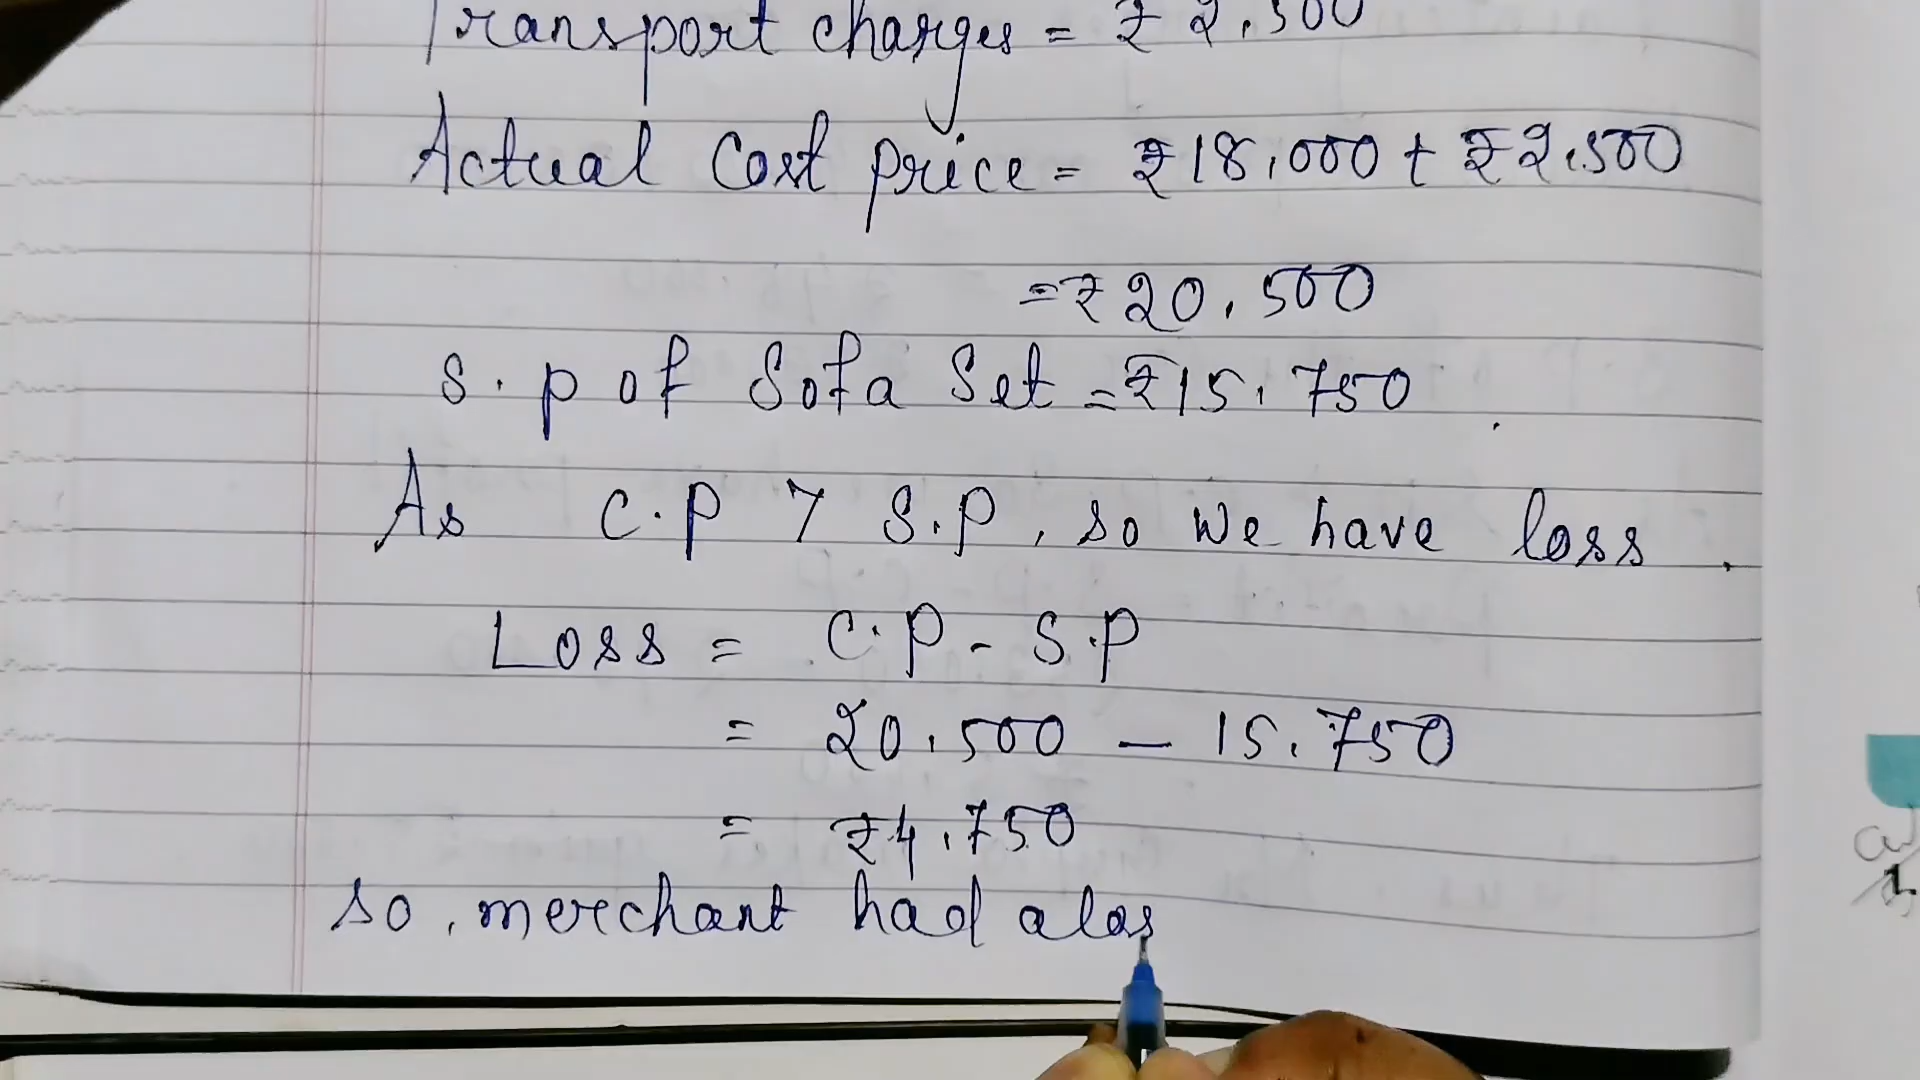 Transport charges = ₹ 2,500
Actual Cost price = ₹18,000 + ₹2,500
= ₹20,500
S.p of Sofa Set = ₹15,750
As C.P > S.P, so we have loss.
Loss = C.P - S.P
= 20,500 - 15,750
= ₹4,750
so, merchant had a los